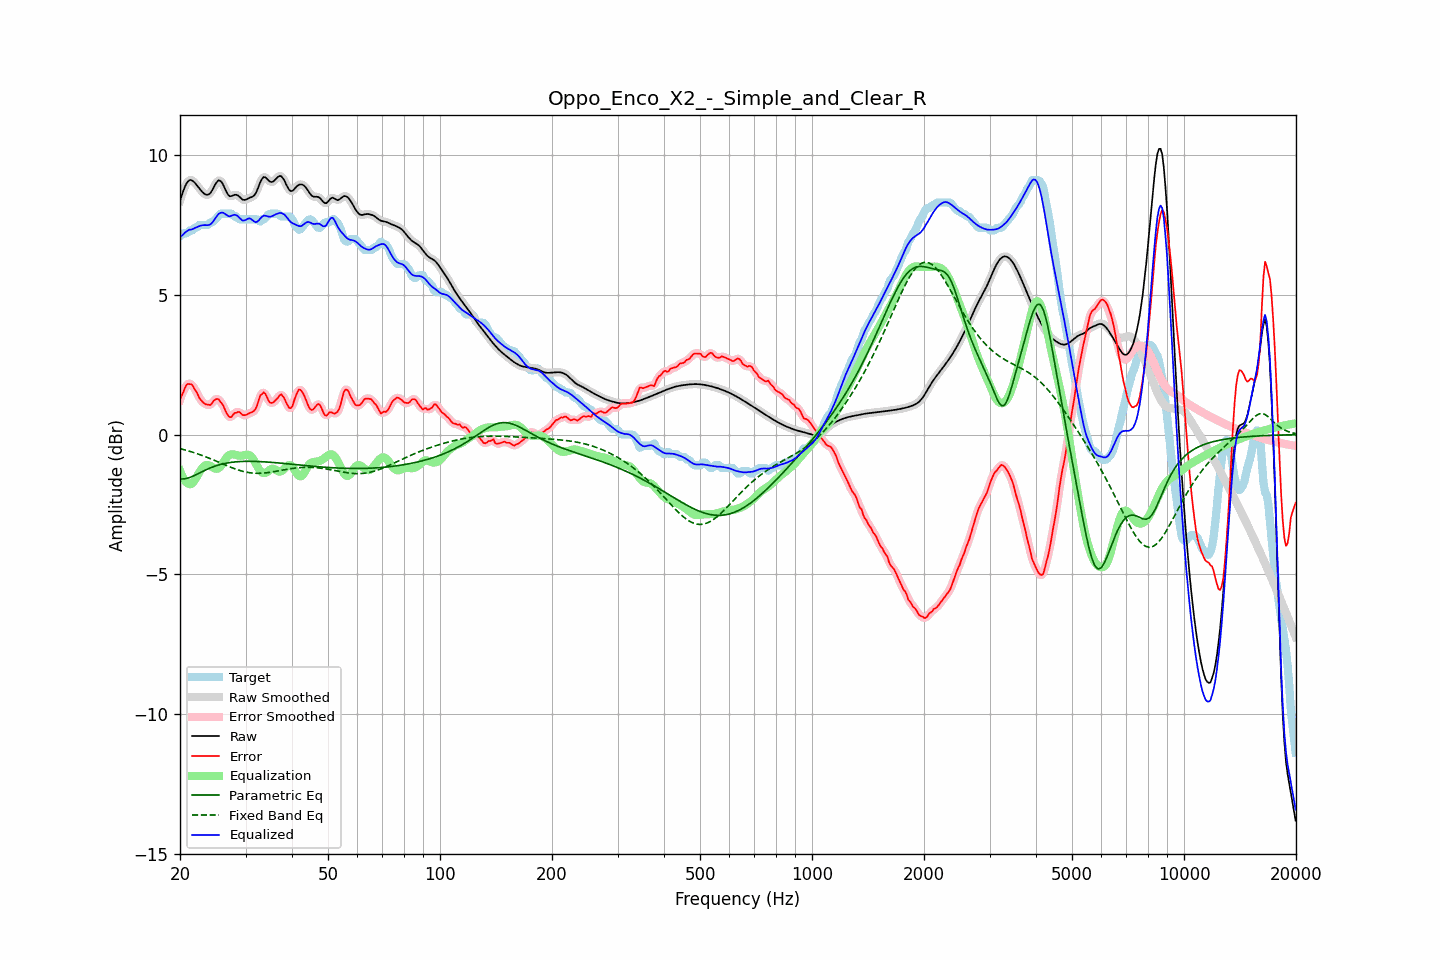 Oppo_Enco_X2_-_Simple_and_Clear_R
10
5
0
−5
−10
−15
Amplitude (dBr)
Target
Raw Smoothed
Error Smoothed
Raw
Error
Equalization
Parametric Eq
Fixed Band Eq
Equalized
20
50
100
200
500
1000
2000
5000
10000
20000
Frequency (Hz)